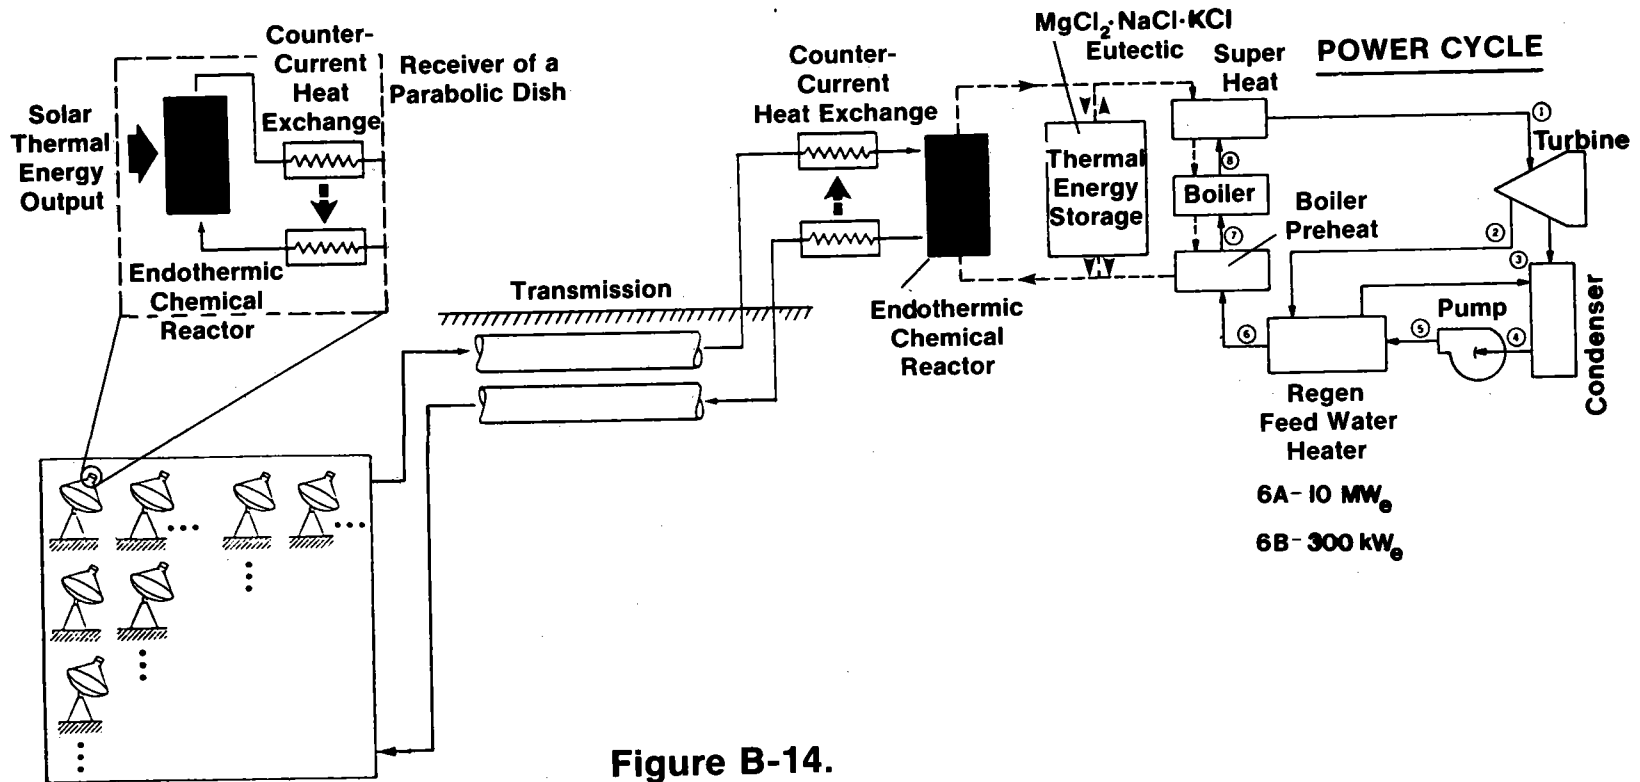 Counter-
Current
Heat
Exchange
Receiver of a
Parabolic Dish
Solar
Thermal
Energy
Output
Endothermic
Chemical
Reactor
Transmission
Counter-
Current
Heat Exchange
Endothermic
Chemical
Reactor
MgCl₂·NaCl·KCl
Eutectic
Thermal
Energy
Storage
Super
Heat
POWER CYCLE
①
Turbine
⑧
Boiler
Boiler
Preheat
⑦
②
③
Condenser
Pump
⑥
⑤
④
Regen
Feed Water
Heater
6A-10 MWₑ
6B-300 kWₑ
Figure B-14.